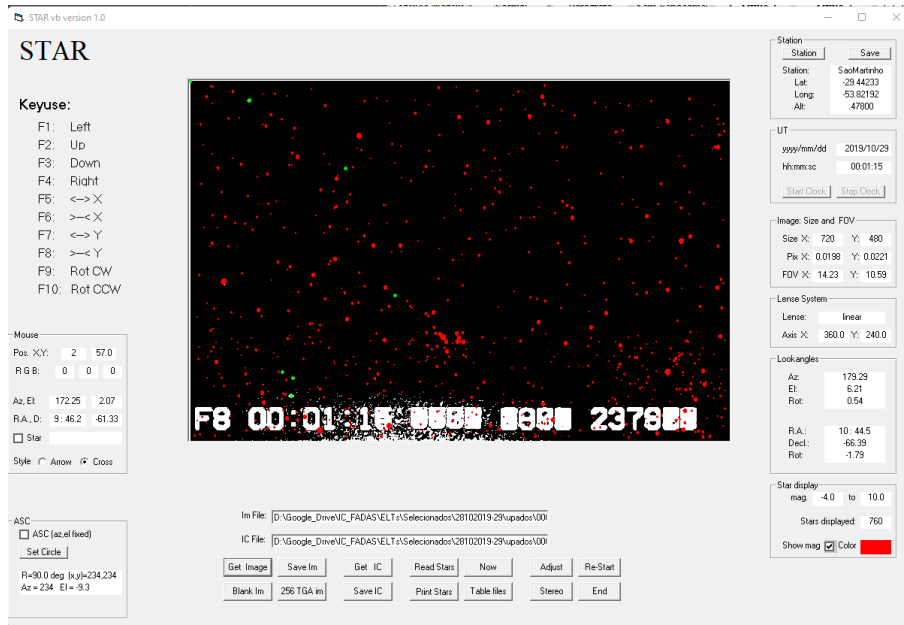 STAR vb version 1.0
STAR
Keyuse:
F1: Left
F2: Up
F3: Down
F4: Right
F5: <-> X
F6: >-< X
F7: <-> Y
F8: >-< Y
F9: Rot CW
F10: Rot CCW
Mouse
Pos. X,Y: 2 57.0
R G B: 0 0 0
Az, El: 172.25 2.07
R.A., D: 9 : 46.2 -61.33
Star
Style Arrow Cross
ASC
ASC (az,el fixed)
Set Circle
R=90.0 deg (x,y)=234,234
Az = 234 El = -9.3
F8 00:01:15
Im File: D:\Google_Drive\IC_FADAS\ELTs\Selecionados\28102019-29\upados\00(
IC File: D:\Google_Drive\IC_FADAS\ELTs\Selecionados\28102019-29\upados\00(
Get Image Save Im Get IC Read Stars Now Adjust Re-Start
Blank Im 256 TGA im Save IC Print Stars Table files Stereo End
Station
Station Save
Station: SaoMartinho
Lat: -29.44233
Long: -53.82192
Alt: .47800
UT
yyyy/mm/dd 2019/10/29
hh:mm:sc 00:01:15
Start Clock Stop Clock
Image: Size and FOV
Size X: 720 Y: 480
Pix X: 0.0198 Y: 0.0221
FOV X: 14.23 Y: 10.59
Lense System
Lense: linear
Axis X: 360.0 Y: 240.0
Lookangles
Az: 179.29
El: 6.21
Rot: 0.54
R.A.: 10 : 44.5
Decl.: -66.39
Rot: -1.79
Star display
mag. -4.0 to 10.0
Stars displayed: 760
Show mag Color